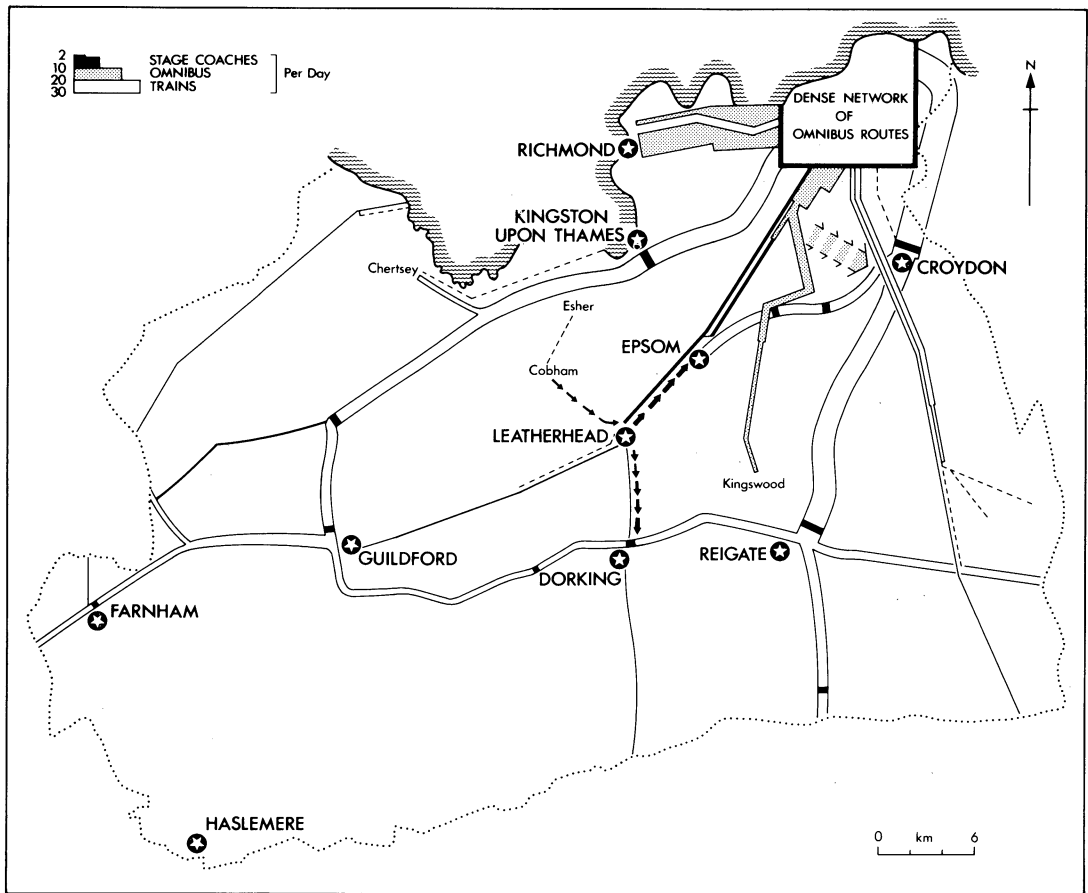 2
10
20
30
STAGE COACHES
OMNIBUS
TRAINS
Per Day
N
DENSE NETWORK
OF
OMNIBUS ROUTES
RICHMOND
KINGSTON
UPON THAMES
CROYDON
Chertsey
Esher
EPSOM
Cobham
LEATHERHEAD
Kingswood
GUILDFORD
DORKING
REIGATE
FARNHAM
HASLEMERE
0 km 6